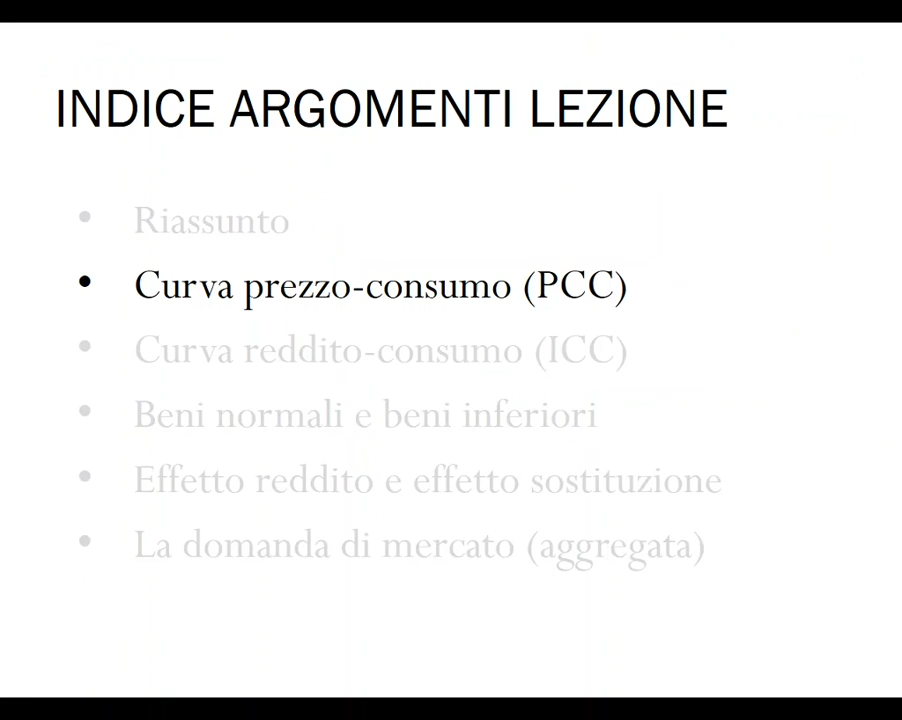 INDICE ARGOMENTI LEZIONE
• Riassunto
• Curva prezzo-consumo (PCC)
• Curva reddito-consumo (ICC)
• Beni normali e beni inferiori
• Effetto reddito e effetto sostituzione
• La domanda di mercato (aggregata)